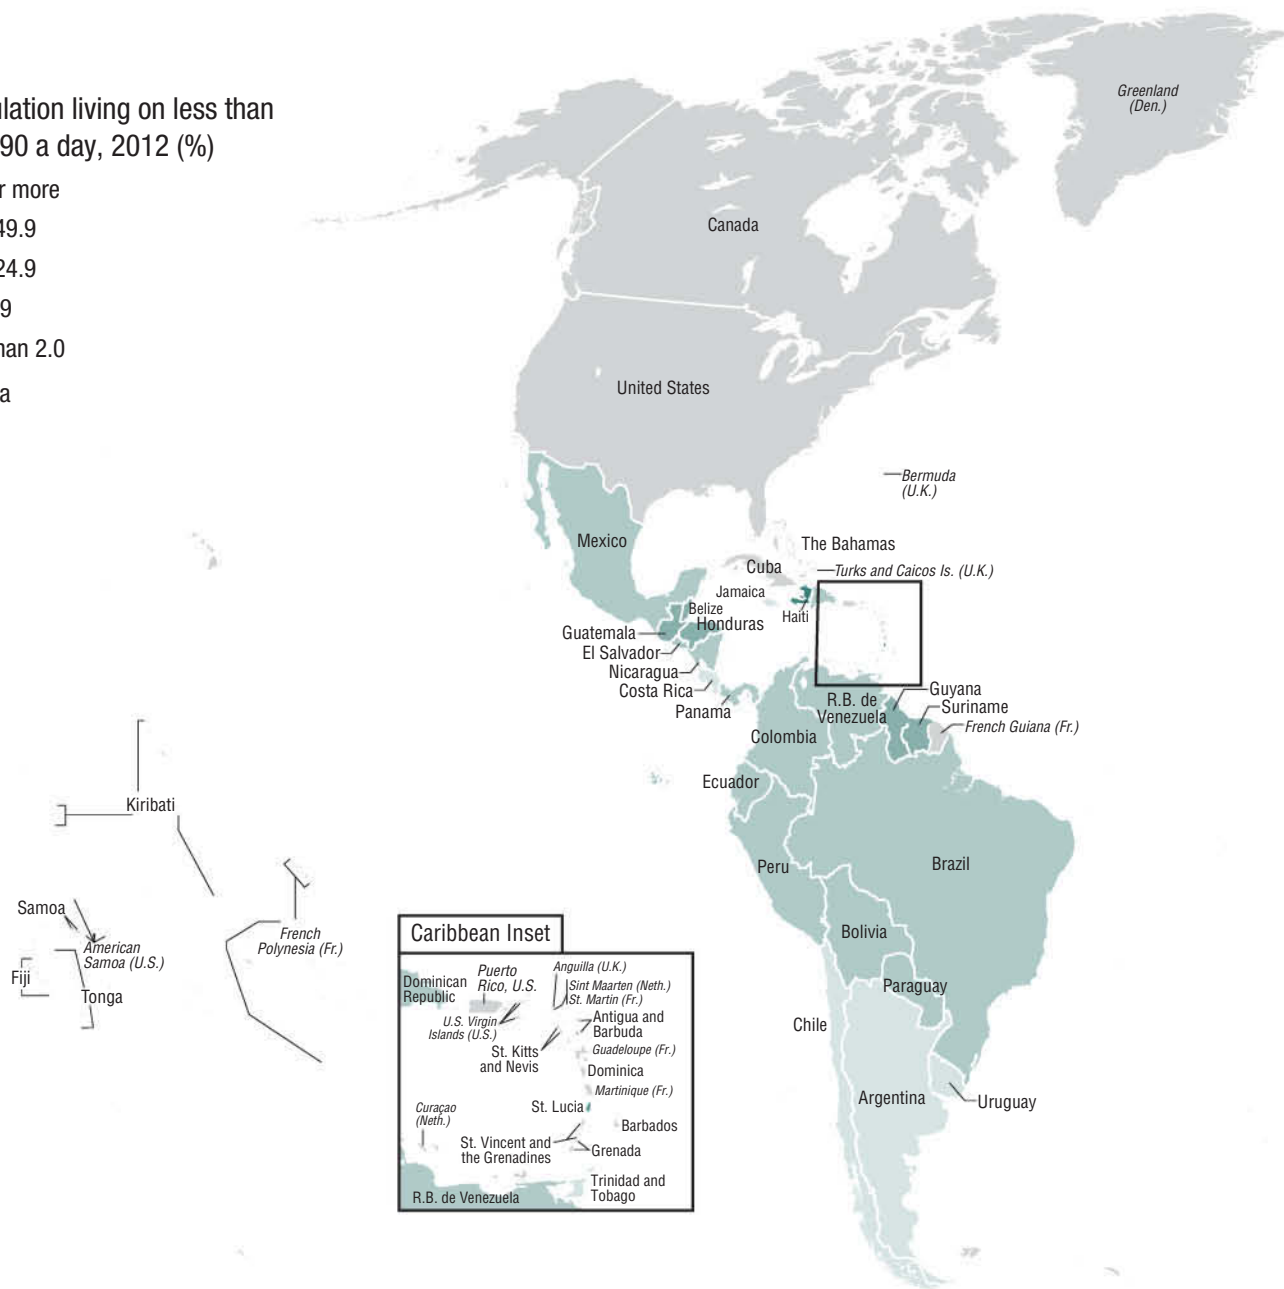 ulation living on less than
90 a day, 2012 (%)
r more
49.9
24.9
9
han 2.0
a
Greenland
(Den.)
Canada
United States
Bermuda
(U.K.)
Mexico
The Bahamas
Cuba
Turks and Caicos Is. (U.K.)
Jamaica
Belize
Haiti
Honduras
Guatemala
El Salvador
Nicaragua
Costa Rica
Panama
Guyana
R.B. de
Venezuela
Suriname
French Guiana (Fr.)
Colombia
Ecuador
Kiribati
Peru
Brazil
Samoa
American
Samoa (U.S.)
French
Polynesia (Fr.)
Fiji
Tonga
Bolivia
Paraguay
Chile
Argentina
Uruguay
Caribbean Inset
Dominican
Republic
Puerto
Rico, U.S.
Anguilla (U.K.)
Sint Maarten (Neth.)
St. Martin (Fr.)
U.S. Virgin
Islands (U.S.)
Antigua and
Barbuda
St. Kitts
and Nevis
Guadeloupe (Fr.)
Dominica
Martinique (Fr.)
Curaçao
(Neth.)
St. Lucia
Barbados
St. Vincent and
the Grenadines
Grenada
Trinidad and
Tobago
R.B. de Venezuela